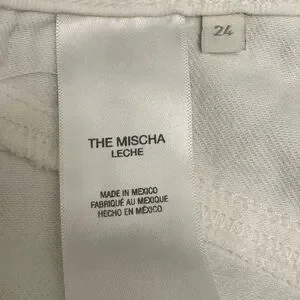 24
THE MISCHA
LECHE
MADE IN MEXICO
FABRIQUÉ AU MEXIQUE
HECHO EN MÉXICO